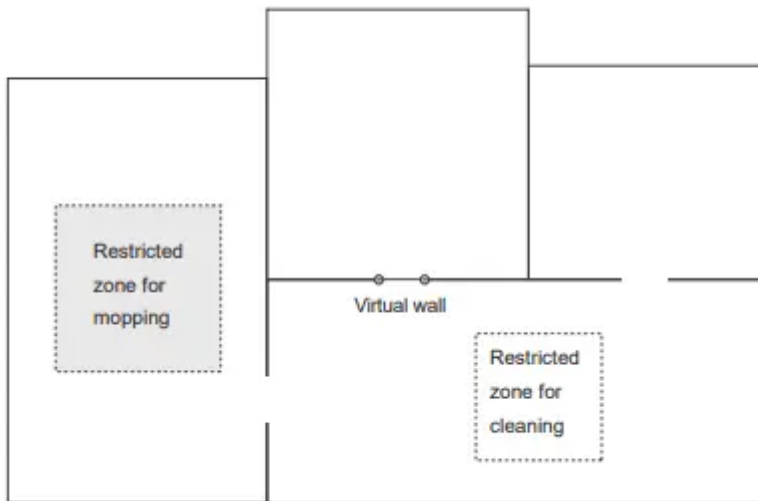 Restricted
zone for
mopping
Virtual wall
Restricted
zone for
cleaning